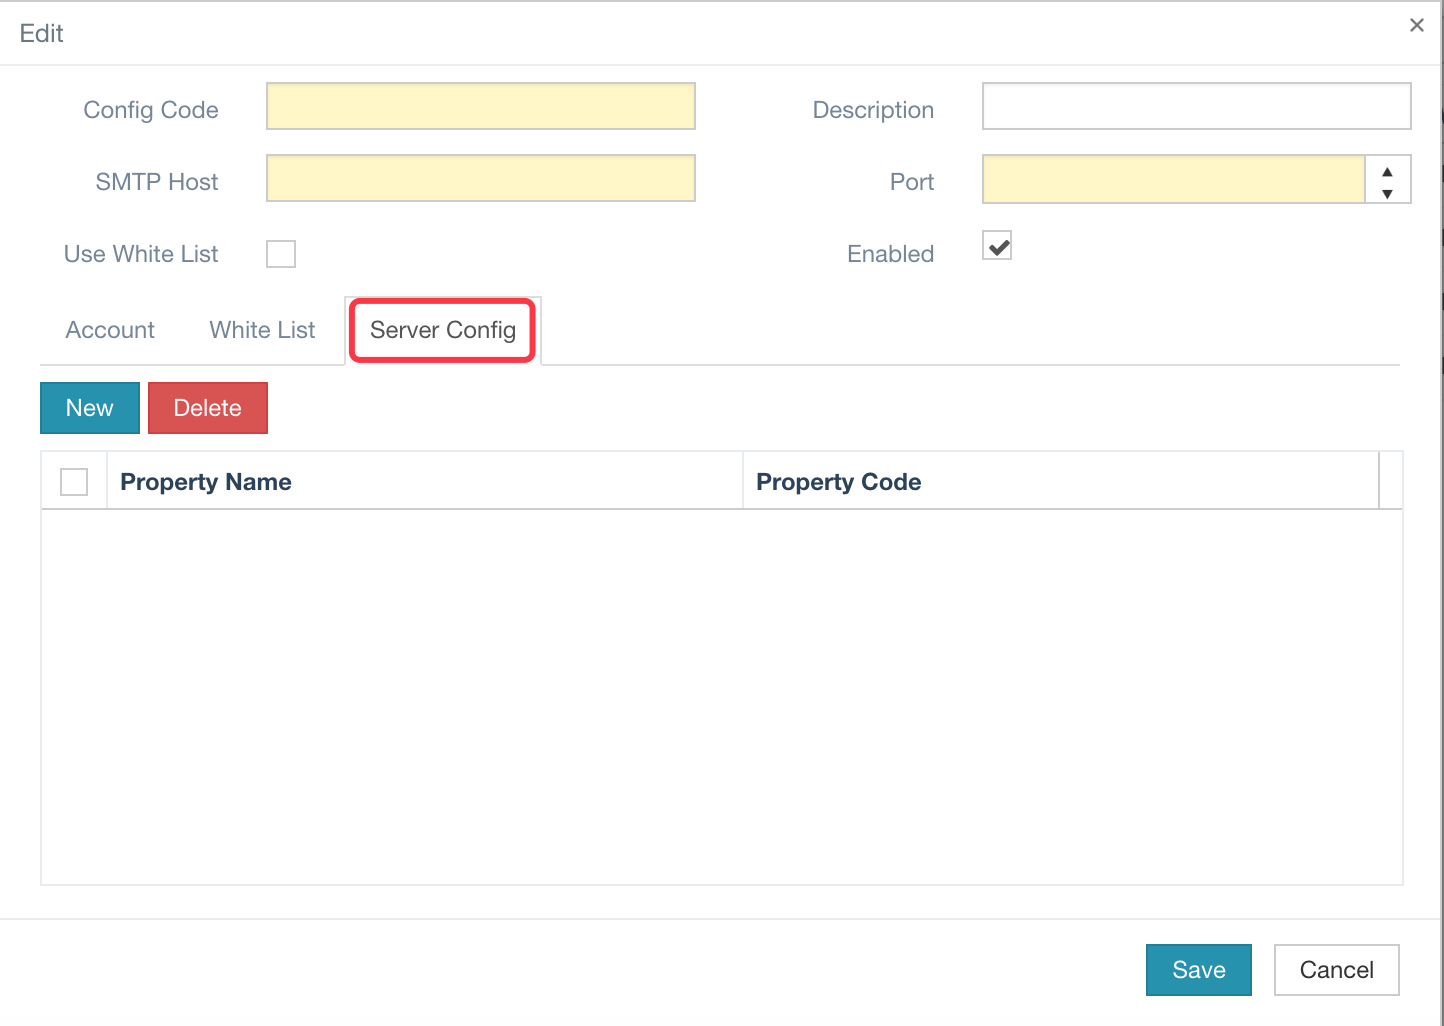 Edit
Config Code
Description
SMTP Host
Port
Use White List
Enabled
Account White List Server Config
New Delete
Property Name Property Code
Save Cancel